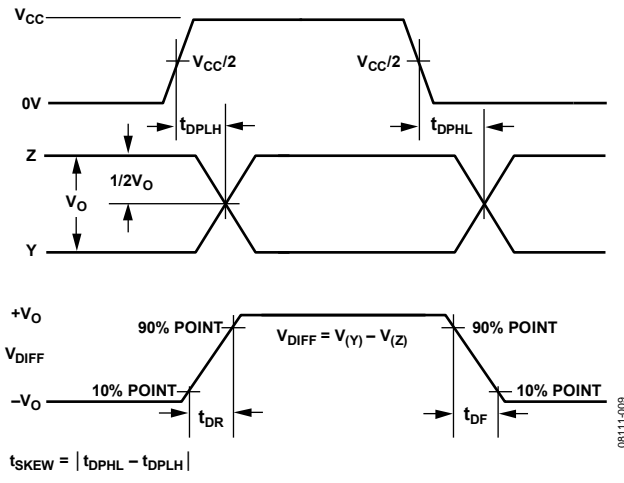 VCC
VCC/2
VCC/2
0V
tDPLH
tDPHL
Z
1/2VO
VO
Y
+VO
90% POINT
VDIFF = V(Y) – V(Z)
90% POINT
VDIFF
10% POINT
10% POINT
–VO
tDR
tDF
tSKEW = |tDPHL – tDPLH|
08111-009